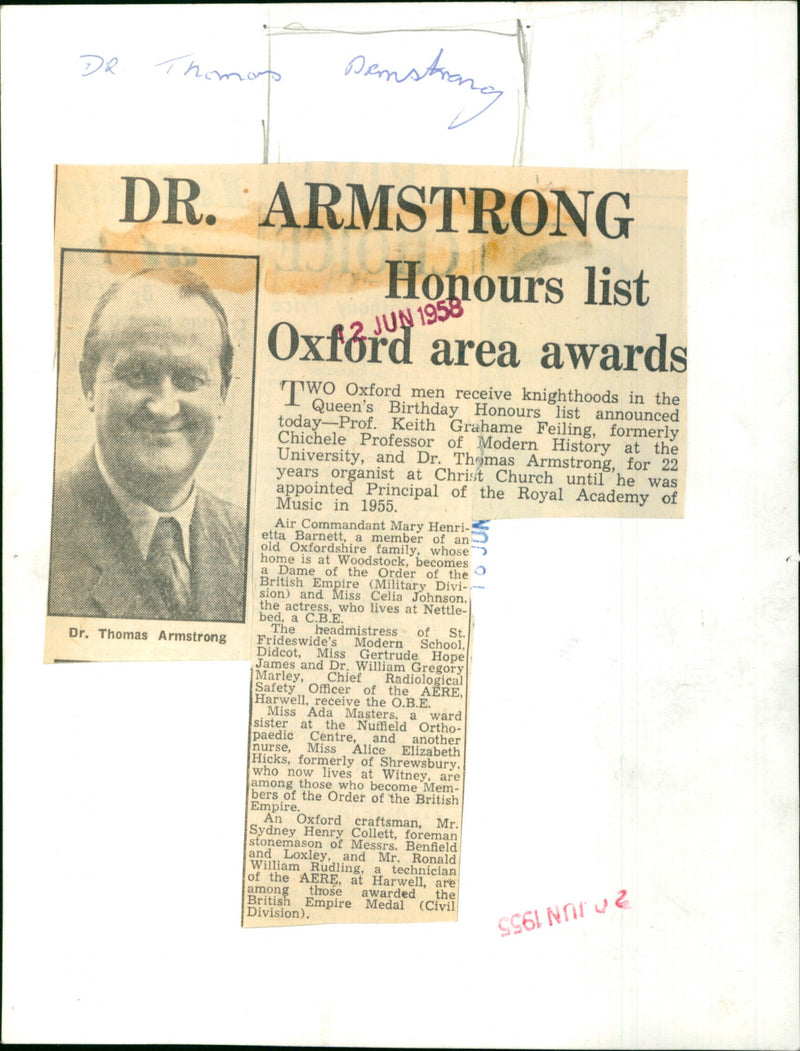 Dr. Thomas Armstrong
DR. ARMSTRONG
Honours list
12 JUN 1958
Oxford area awards
TWO Oxford men receive knighthoods in the
Queen's Birthday Honours list announced
today—Prof. Keith Grahame Feiling, formerly
Chichele Professor of Modern History at the
University, and Dr. Thomas Armstrong, for 22
years organist at Christ Church until he was
appointed Principal of the Royal Academy of
Music in 1955.
Air Commandant Mary Henri-
etta Barnett, a member of an
old Oxfordshire family, whose
home is at Woodstock, becomes
a Dame of the Order of the
British Empire (Military Divi-
sion) and Miss Celia Johnson,
the actress, who lives at Nettle-
bed, a C.B.E.
The headmistress of St.
Frideswide's Modern School,
Didcot, Miss Gertrude Hope
James and Dr. William Gregory
Marley, Chief Radiological
Safety Officer of the AERE,
Harwell, receive the O.B.E.
Miss Ada Masters, a ward
sister at the Nuffield Ortho-
paedic Centre, and another
nurse, Miss Alice Elizabeth
Hicks, formerly of Shrewsbury,
who now lives at Witney, are
among those who become Mem-
bers of the Order of the British
Empire.
An Oxford craftsman, Mr.
Sydney Henry Collett, foreman
stonemason of Messrs. Benfield
and Loxley, and Mr. Ronald
William Rudling, a technician
of the AERE, at Harwell, are
among those awarded the
British Empire Medal (Civil
Division).
Dr. Thomas Armstrong
JUN
JUN 1955